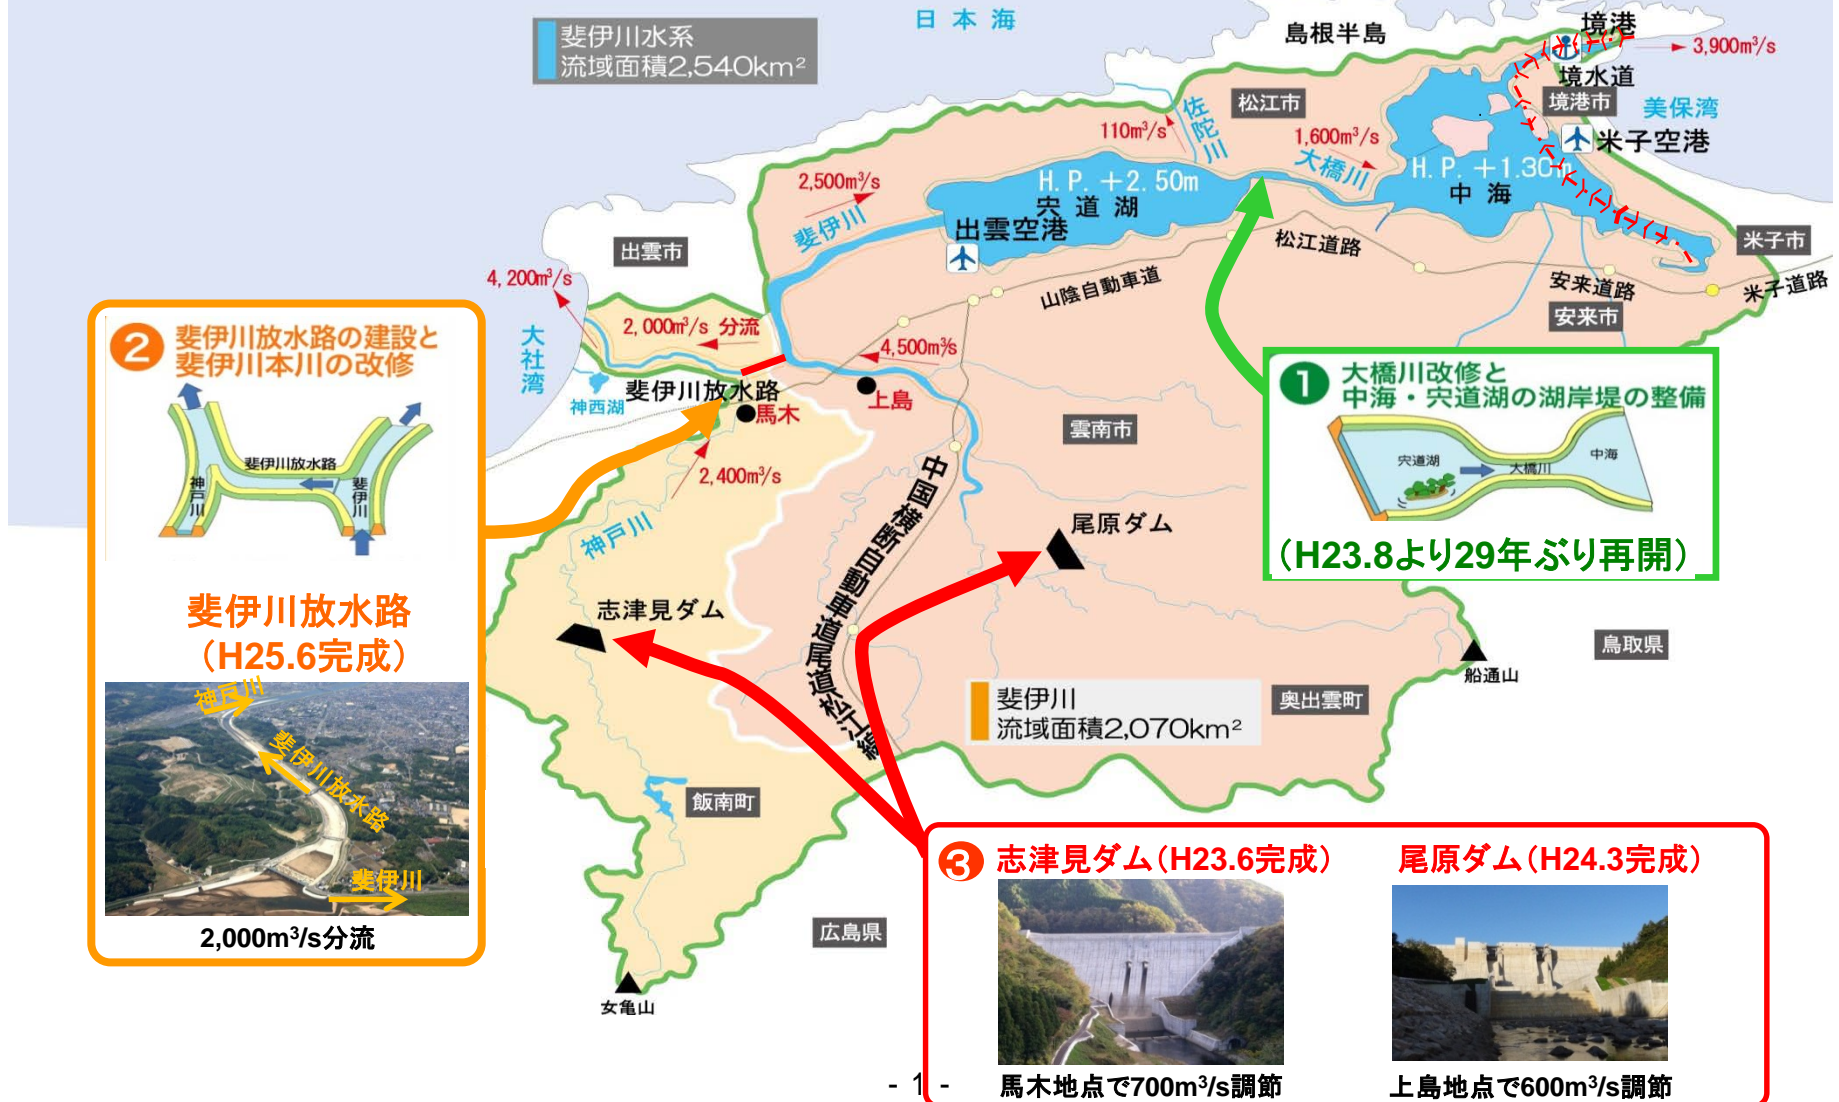 日本海
斐伊川水系
流域面積2,540km²
島根半島
境港
3,900m³/s
境水道
境港市
美保湾
米子空港
松江市
佐陀川
110m³/s
1,600m³/s
大橋川
H.P.+1.30m
中海
2,500m³/s
斐伊川
H.P.+2.50m
宍道湖
出雲空港
出雲市
4,200m³/s
松江道路
山陰自動車道
安来道路
安来市
米子市
米子道路
大社湾
2,000m³/s 分流
4,500m³/s
神西湖
斐伊川放水路
馬木
上島
2,400m³/s
神戸川
雲南市
中国横断自動車道尾道松江線
尾原ダム
志津見ダム
船通山
鳥取県
奥出雲町
斐伊川
流域面積2,070km²
飯南町
広島県
女亀山
❶ 大橋川改修と
中海・宍道湖の湖岸堤の整備
宍道湖
大橋川
中海
(H23.8より29年ぶり再開)
❷ 斐伊川放水路の建設と
斐伊川本川の改修
斐伊川放水路
神戸川
斐伊川
斐伊川放水路
(H25.6完成)
神戸川
斐伊川放水路
斐伊川
2,000m³/s分流
❸ 志津見ダム(H23.6完成)
尾原ダム(H24.3完成)
馬木地点で700m³/s調節
上島地点で600m³/s調節
- 1 -